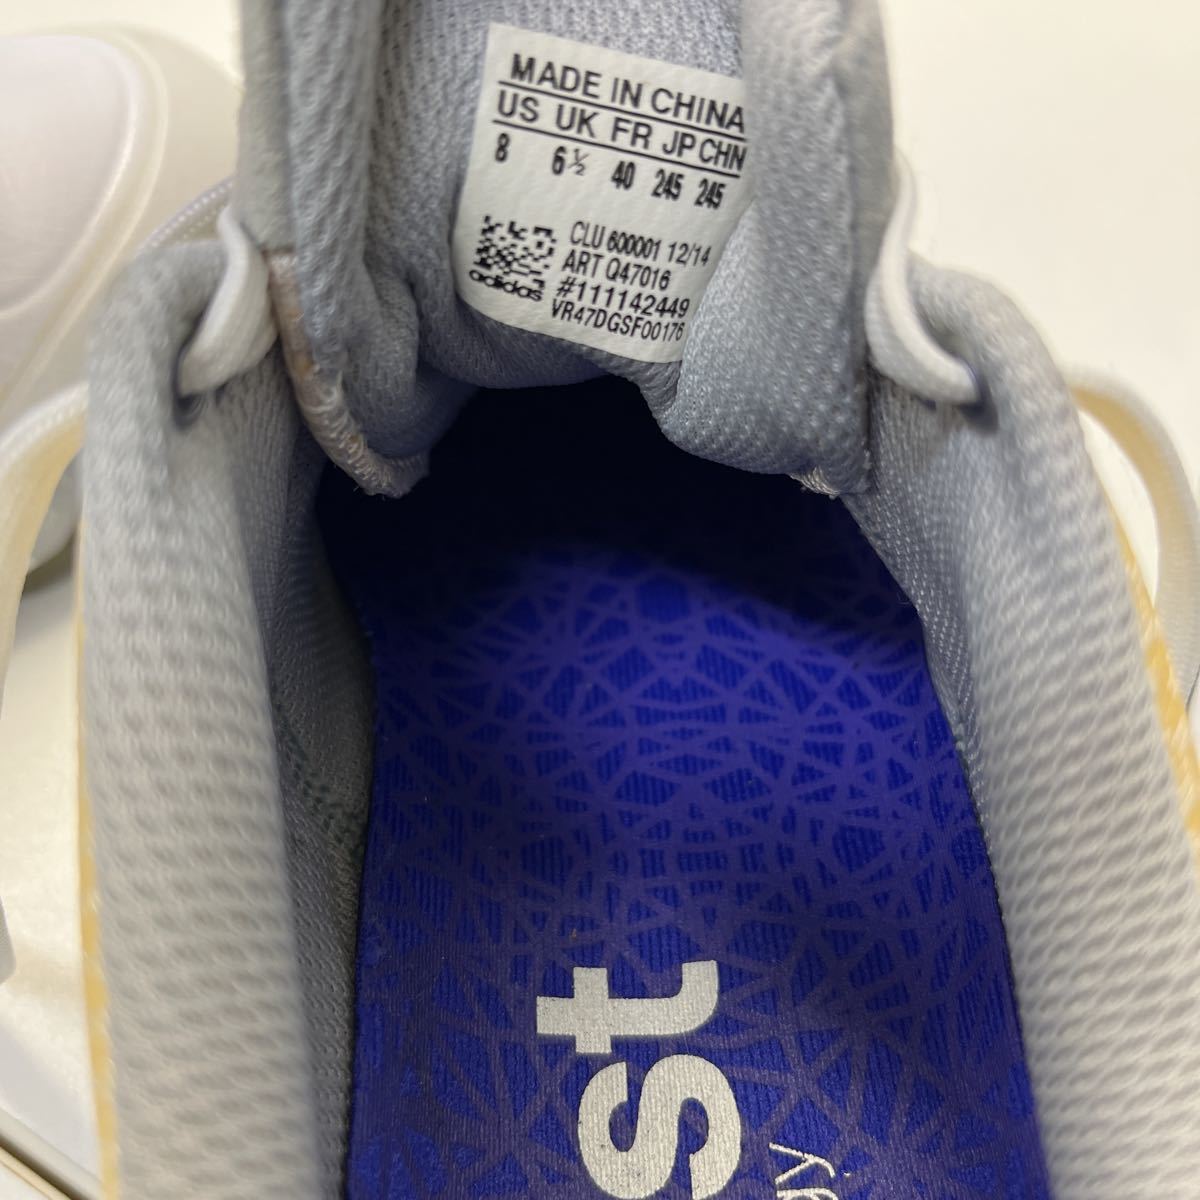 MADE IN CHINA
US UK FR JP CHN
8 6½ 40 245 245
CLU 600001 12/14
ART Q47016
#111142449
VR47DGSF00176
adidas
st
gy